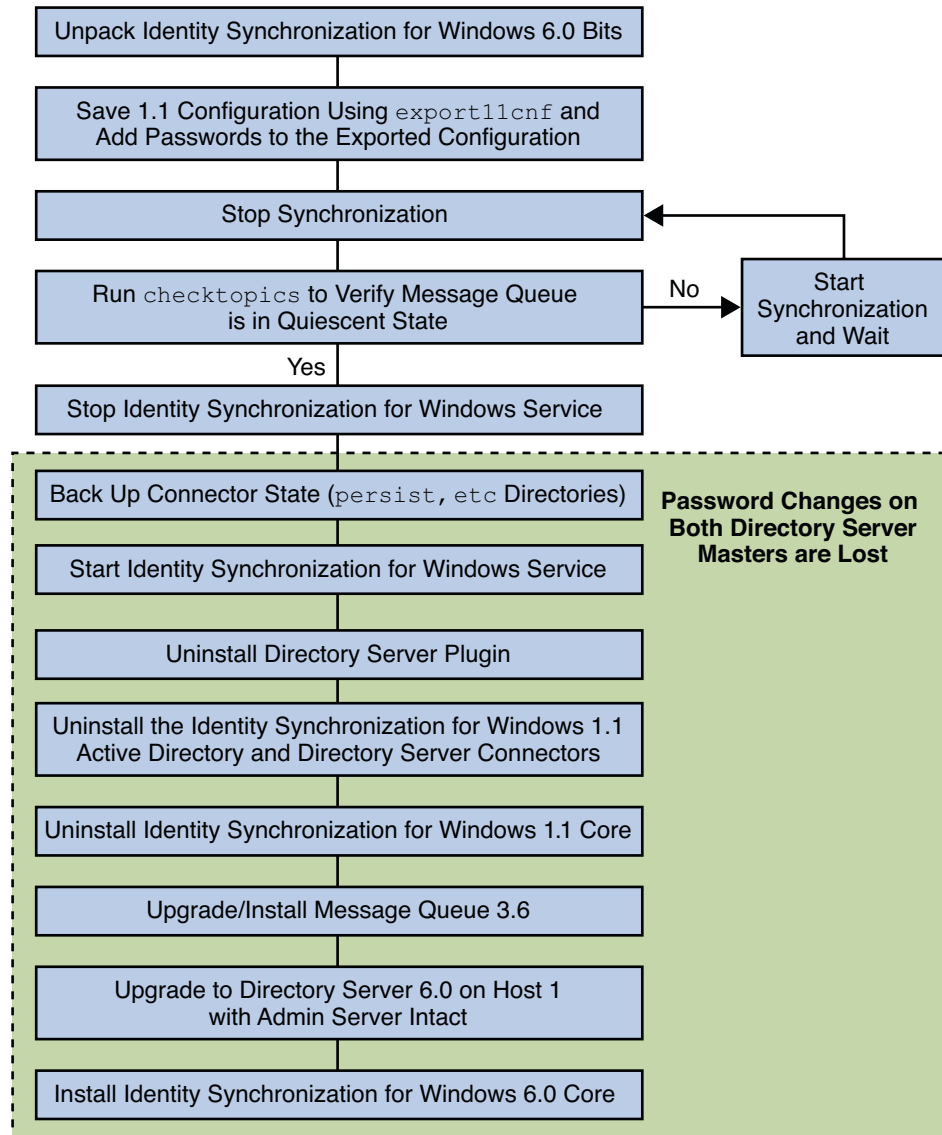 Unpack Identity Synchronization for Windows 6.0 Bits
Save 1.1 Configuration Using export11cnf and
Add Passwords to the Exported Configuration
Stop Synchronization
Run checktopics to Verify Message Queue
is in Quiescent State
No
Start
Synchronization
and Wait
Yes
Stop Identity Synchronization for Windows Service
Back Up Connector State (persist, etc Directories)
Password Changes on
Both Directory Server
Masters are Lost
Start Identity Synchronization for Windows Service
Uninstall Directory Server Plugin
Uninstall the Identity Synchronization for Windows 1.1
Active Directory and Directory Server Connectors
Uninstall Identity Synchronization for Windows 1.1 Core
Upgrade/Install Message Queue 3.6
Upgrade to Directory Server 6.0 on Host 1
with Admin Server Intact
Install Identity Synchronization for Windows 6.0 Core